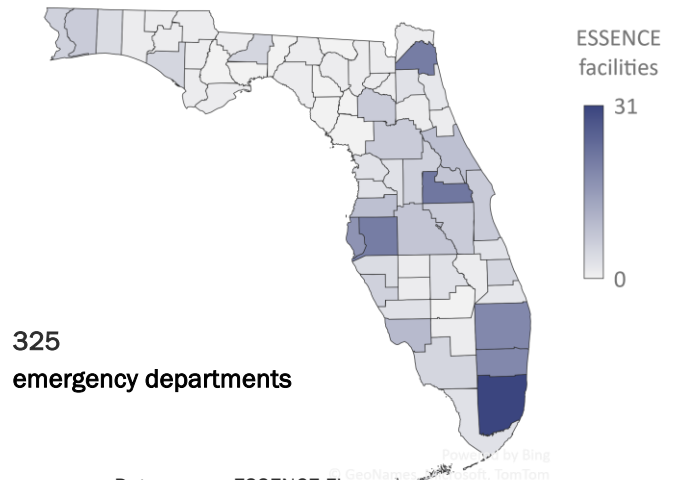 ESSENCE
facilities
31
0
325
emergency departments
Powered by Bing
© GeoNames, Microsoft, TomTom